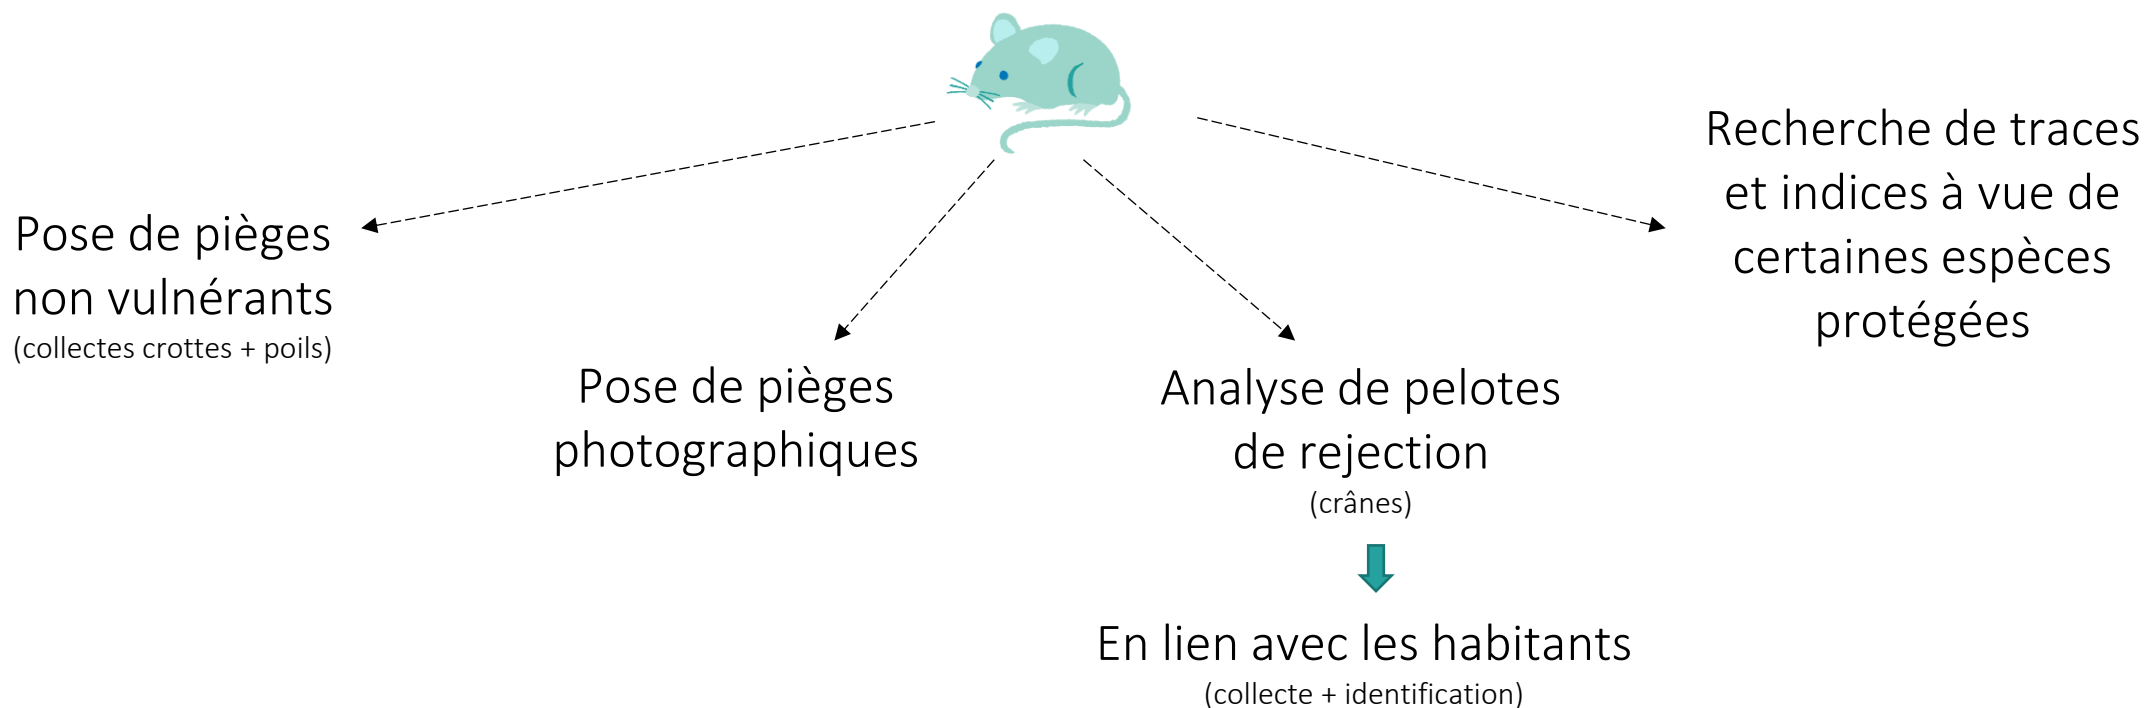 Pose de pièges
non vulnérants
(collectes crottes + poils)
Pose de pièges
photographiques
Analyse de pelotes
de rejection
(crânes)
En lien avec les habitants
(collecte + identification)
Recherche de traces
et indices à vue de
certaines espèces
protégées